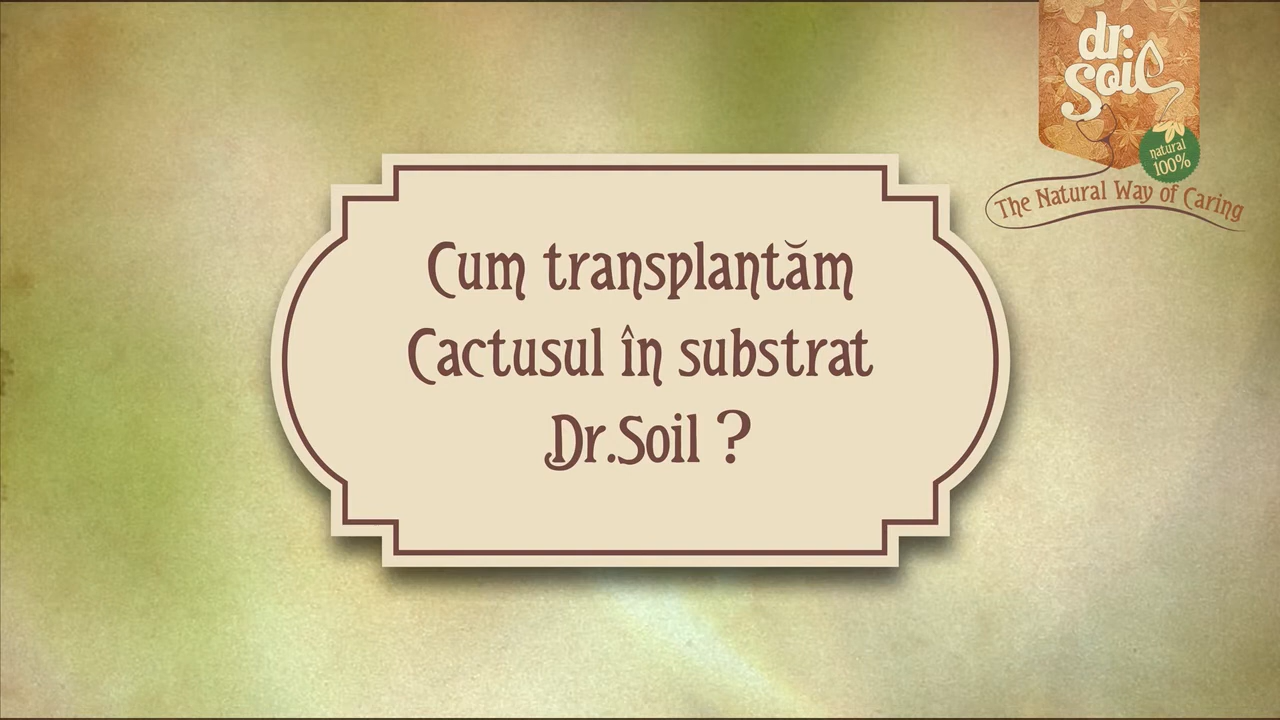 dr.
Soil
natural
100%
The Natural Way of Caring
Cum transplantăm
Cactusul în substrat
Dr.Soil ?